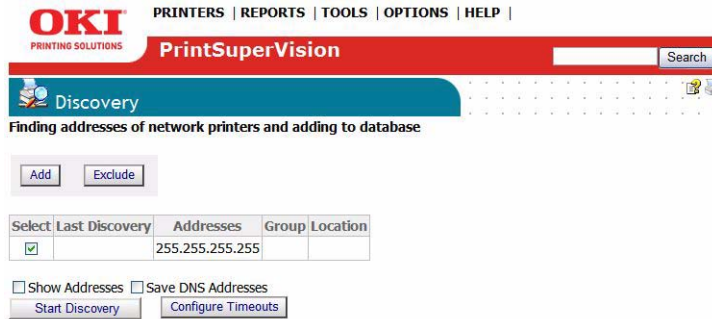 PRINTERS | REPORTS | TOOLS | OPTIONS | HELP |
OKI
PRINTING SOLUTIONS
PrintSuperVision
Search
Discovery
Finding addresses of network printers and adding to database
Add Exclude
Select Last Discovery Addresses Group Location
255.255.255.255
Show Addresses Save DNS Addresses
Start Discovery Configure Timeouts